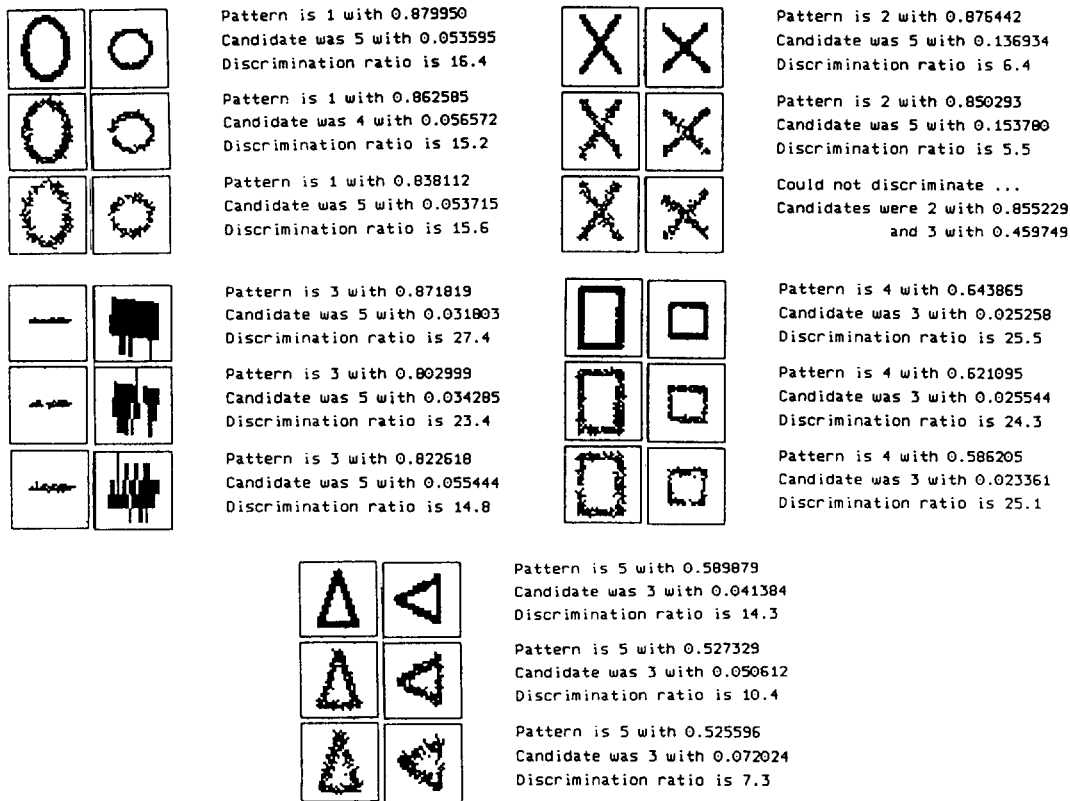 Pattern is 1 with 0.879950
Candidate was 5 with 0.053595
Discrimination ratio is 16.4
Pattern is 1 with 0.862585
Candidate was 4 with 0.056572
Discrimination ratio is 15.2
Pattern is 1 with 0.838112
Candidate was 5 with 0.053715
Discrimination ratio is 15.6
Pattern is 2 with 0.876442
Candidate was 5 with 0.136934
Discrimination ratio is 6.4
Pattern is 2 with 0.850293
Candidate was 5 with 0.153780
Discrimination ratio is 5.5
Could not discriminate ...
Candidates were 2 with 0.855229
and 3 with 0.459749
Pattern is 3 with 0.871819
Candidate was 5 with 0.031803
Discrimination ratio is 27.4
Pattern is 3 with 0.802999
Candidate was 5 with 0.034285
Discrimination ratio is 23.4
Pattern is 3 with 0.822618
Candidate was 5 with 0.055444
Discrimination ratio is 14.8
Pattern is 4 with 0.643865
Candidate was 3 with 0.025258
Discrimination ratio is 25.5
Pattern is 4 with 0.621095
Candidate was 3 with 0.025544
Discrimination ratio is 24.3
Pattern is 4 with 0.586205
Candidate was 3 with 0.023361
Discrimination ratio is 25.1
Pattern is 5 with 0.589879
Candidate was 3 with 0.041384
Discrimination ratio is 14.3
Pattern is 5 with 0.527329
Candidate was 3 with 0.050612
Discrimination ratio is 10.4
Pattern is 5 with 0.525596
Candidate was 3 with 0.072024
Discrimination ratio is 7.3